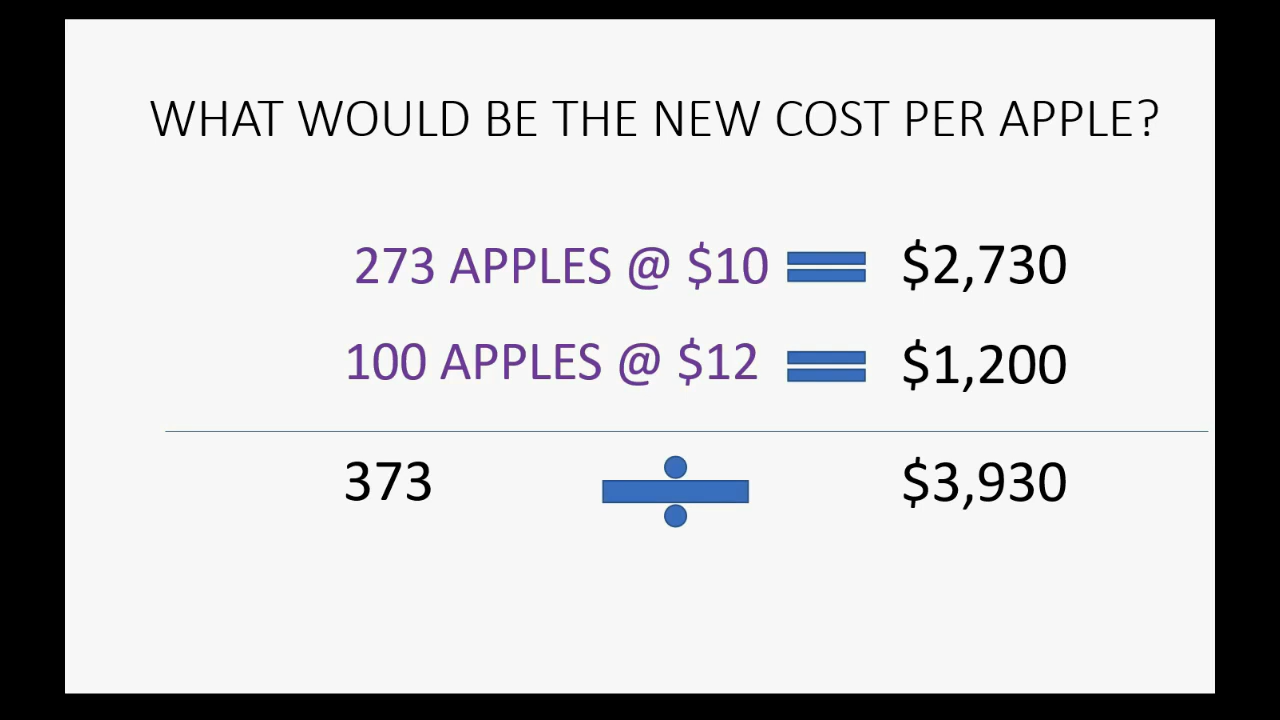 WHAT WOULD BE THE NEW COST PER APPLE?
273 APPLES @ $10 = $2,730
100 APPLES @ $12 = $1,200
373 ÷ $3,930